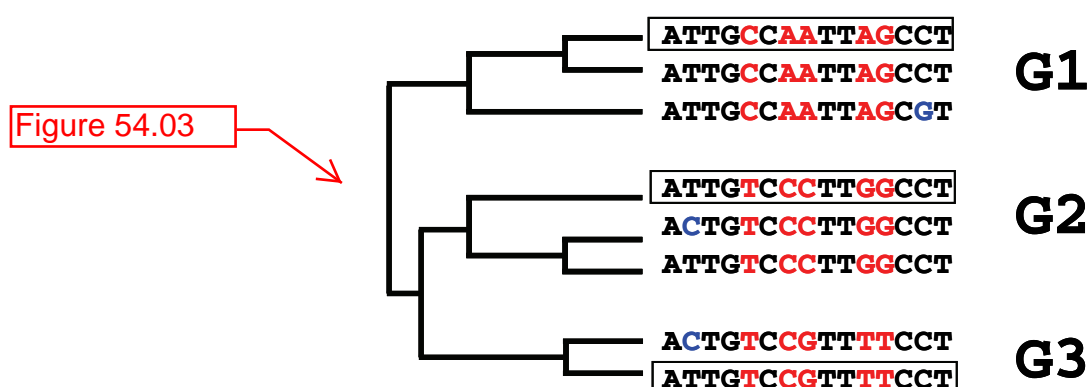 ATTGCCAATTAGCCT
ATTGCCAATTAGCCT
G1
ATTGCCAATTAGCGT
Figure 54.03
ATTGTCCCTTGGCCT
ACTGTCCCTTGGCCT
G2
ATTGTCCCTTGGCCT
ACTGTCCGTTTTCCT
G3
ATTGTCCGTTTTCCT